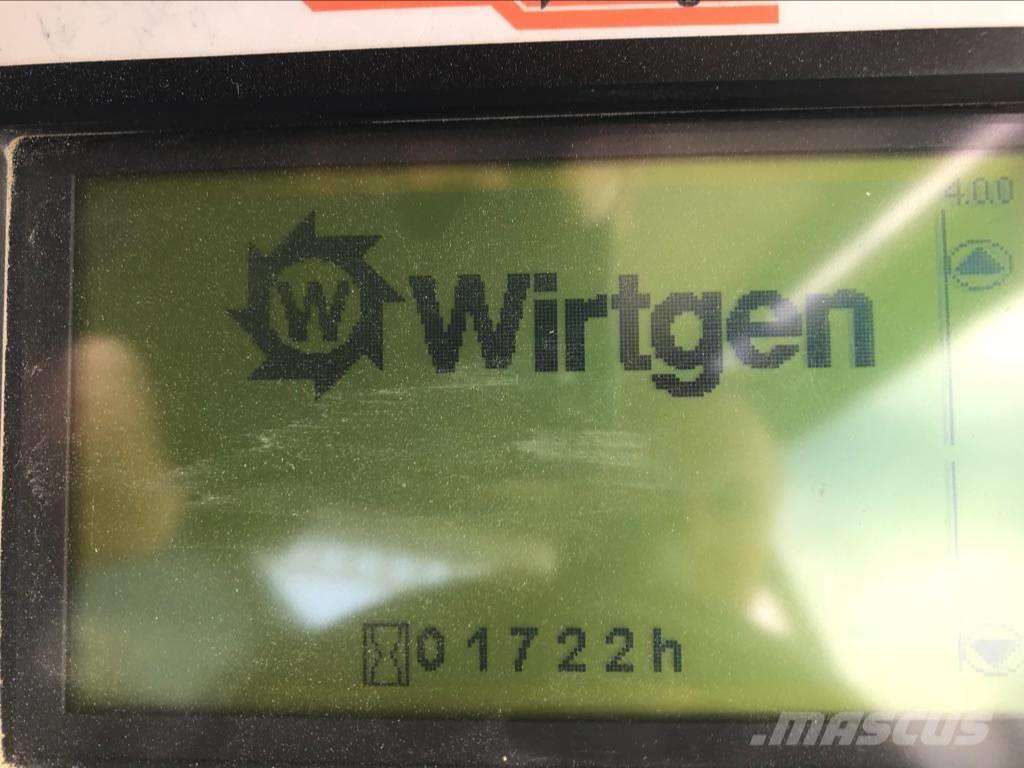 4.0.0
W Wirtgen
01722h
.MASCUS